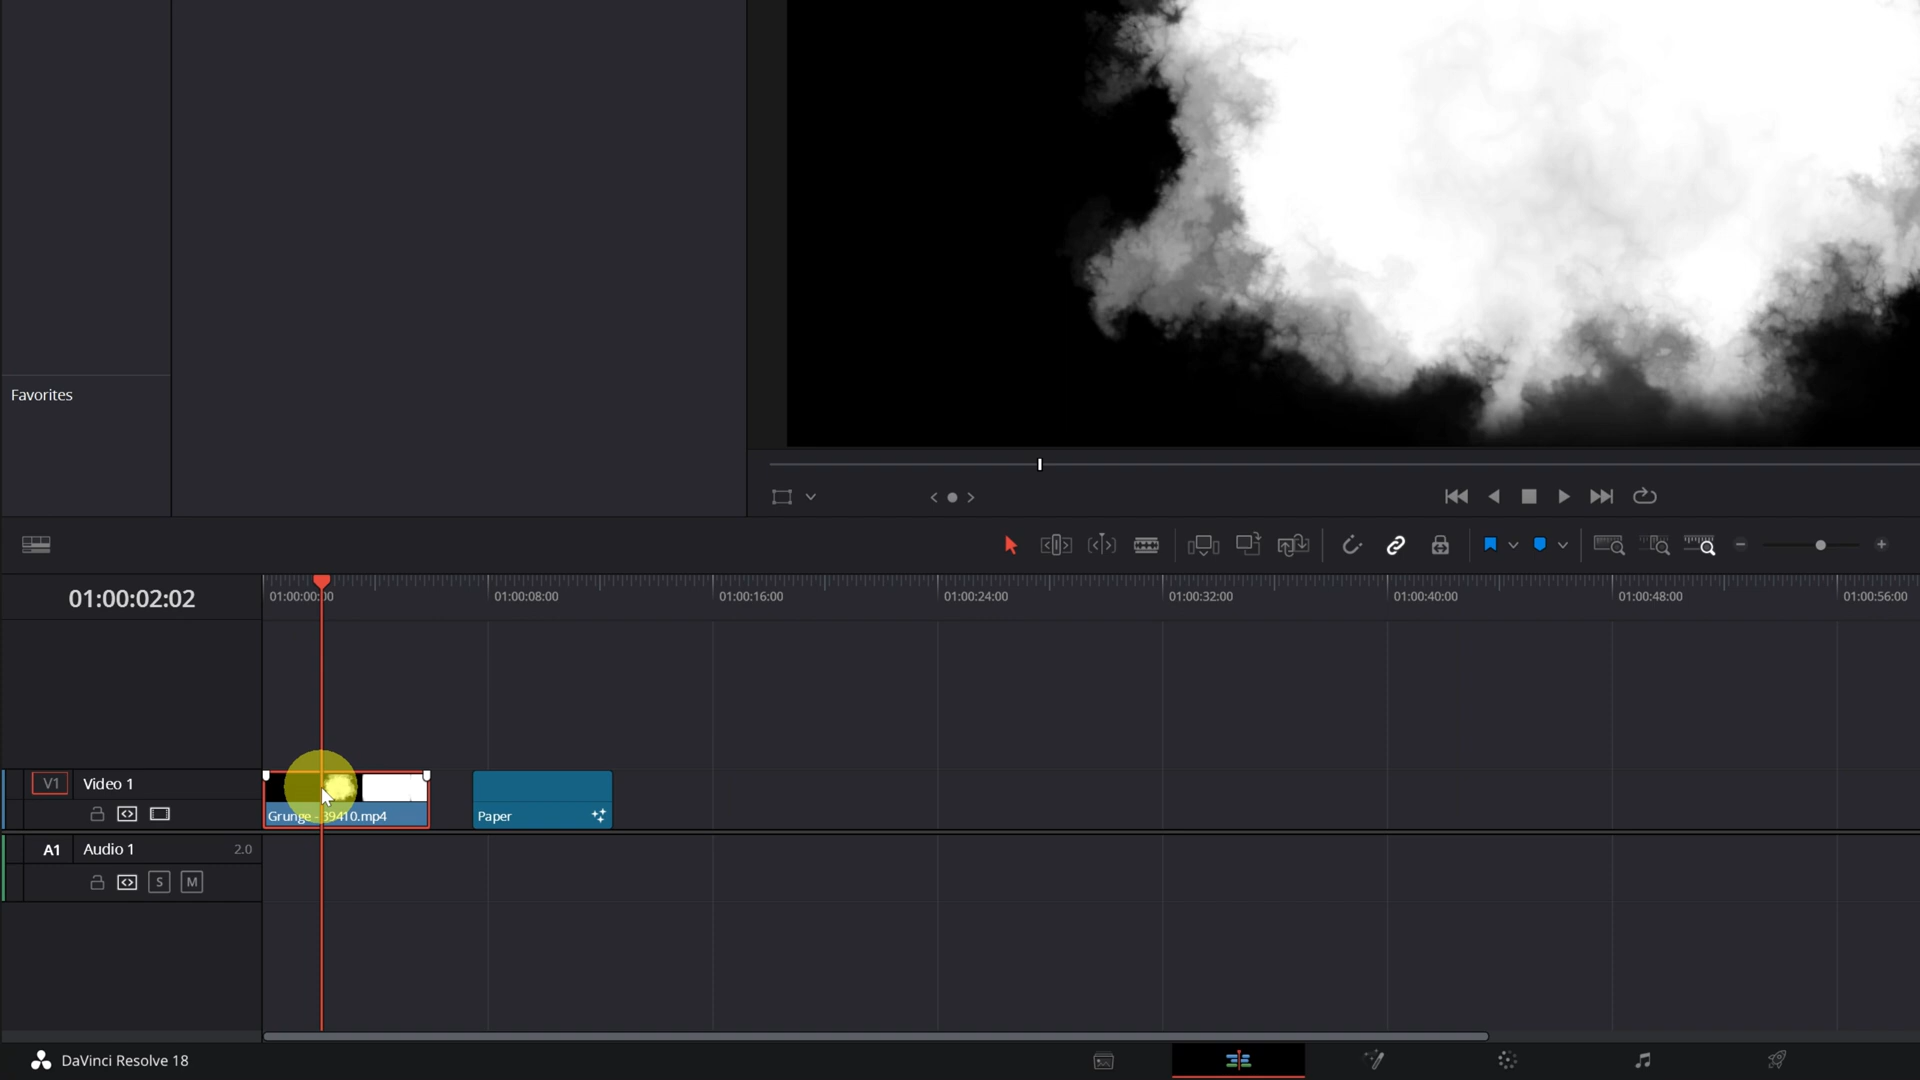 Favorites
01:00:02:02
01:00:00:00
01:00:08:00
01:00:16:00
01:00:24:00
01:00:32:00
01:00:40:00
01:00:48:00
01:00:56:00
V1 Video 1
Grunge - 39410.mp4
Paper
A1 Audio 1 2.0
S M
DaVinci Resolve 18